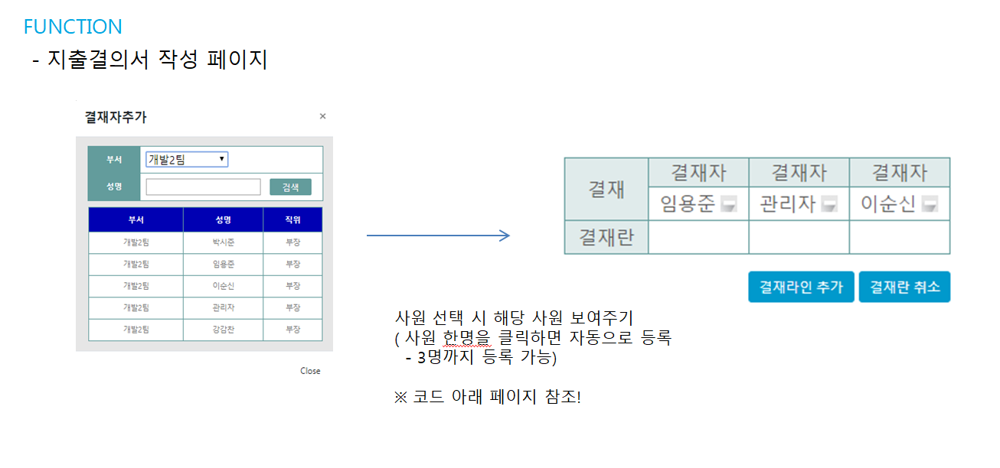 FUNCTION
- 지출결의서 작성 페이지
결재자추가 ×
부서 개발2팀
성명 검색
부서 성명 직위
개발2팀 박시준 부장
개발2팀 임용준 부장
개발2팀 이순신 부장
개발2팀 관리자 부장
개발2팀 강감찬 부장
Close
결재 결재자 결재자 결재자
임용준 관리자 이순신
결재란
결재라인 추가 결재란 취소
사원 선택 시 해당 사원 보여주기
( 사원 한명을 클릭하면 자동으로 등록
- 3명까지 등록 가능)
※ 코드 아래 페이지 참조!